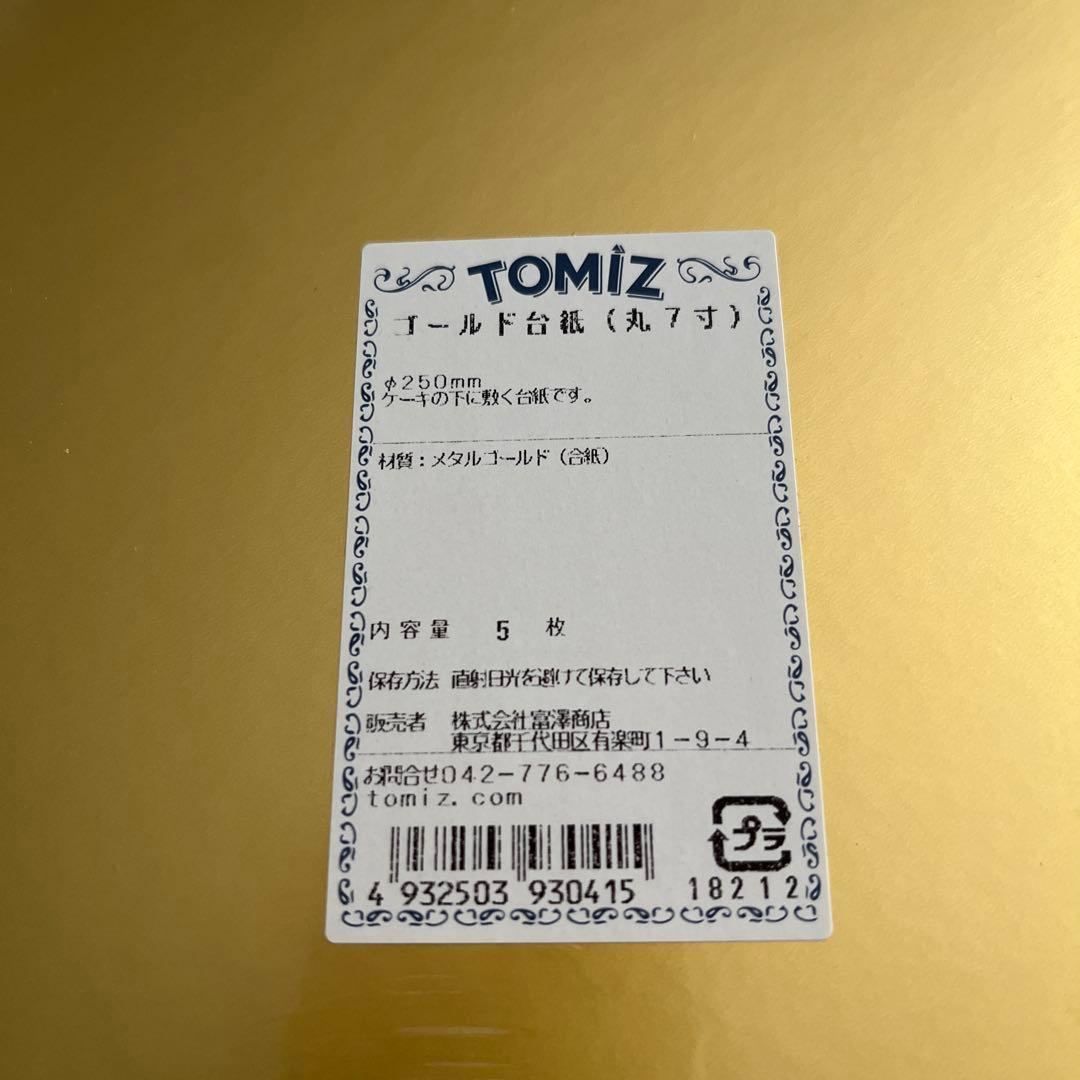 TOMIZ
ゴールド台紙(丸7寸)
φ250mm
ケーキの下に敷く台紙です。
材質:メタルゴールド(合紙)
内容量 5 枚
保存方法 直射日光を避けて保存して下さい
販売者 株式会社富澤商店
東京都千代田区有楽町1-9-4
お問合せ042-776-6488
tomiz.com
プラ
4 932503 930415 18212